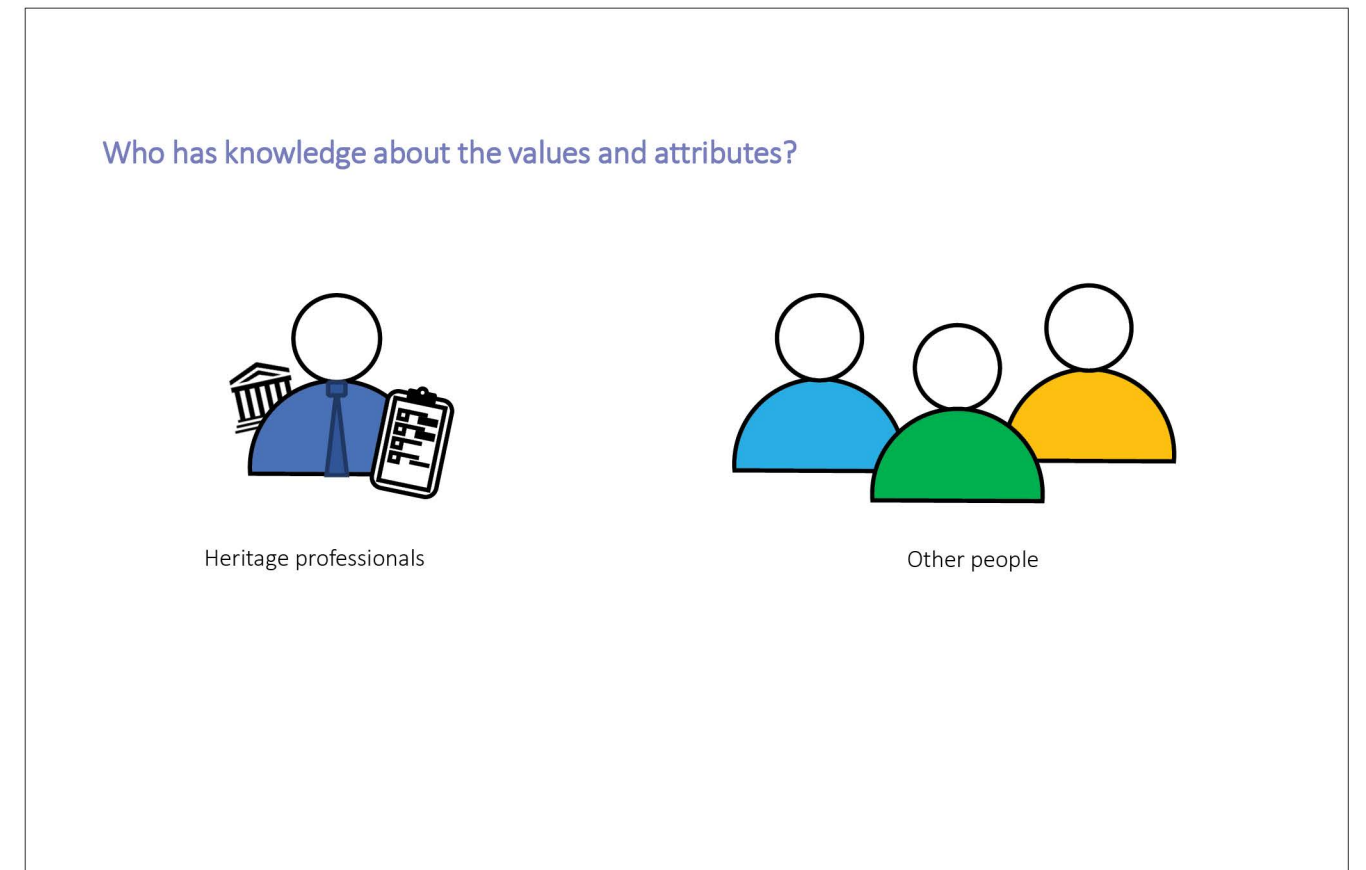 Who has knowledge about the values and attributes?
Heritage professionals
Other people